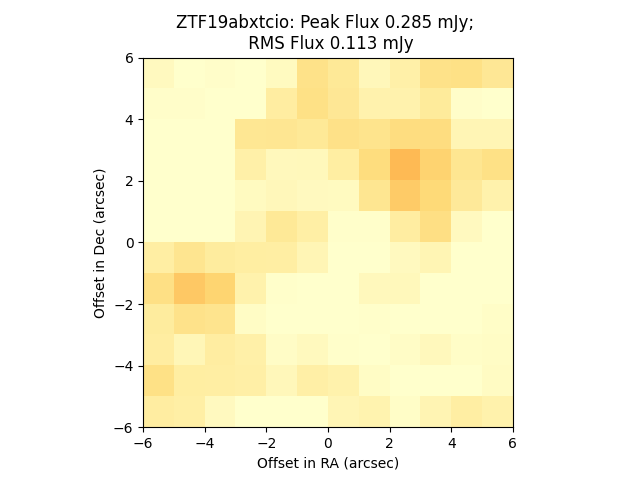 ZTF19abxtcio: Peak Flux 0.285 mJy;
RMS Flux 0.113 mJy
6
4
2
0
−2
−4
−6
Offset in Dec (arcsec)
−6 −4 −2 0 2 4 6
Offset in RA (arcsec)